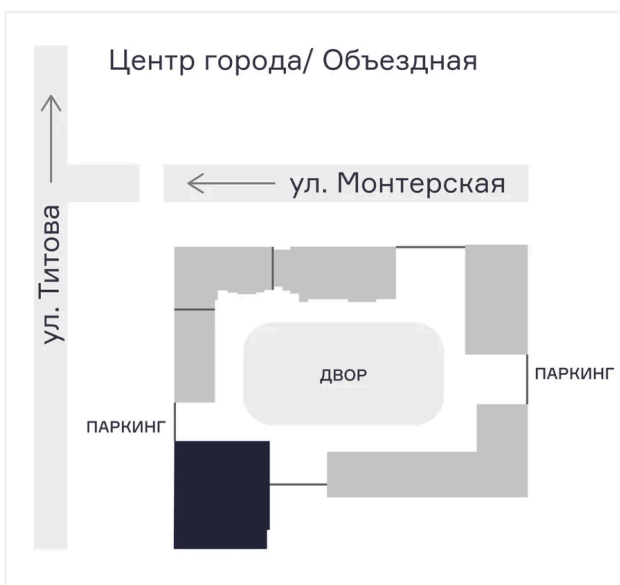 Центр города/ Объездная
ул. Монтерская
ул. Титова
ДВОР
ПАРКИНГ
ПАРКИНГ